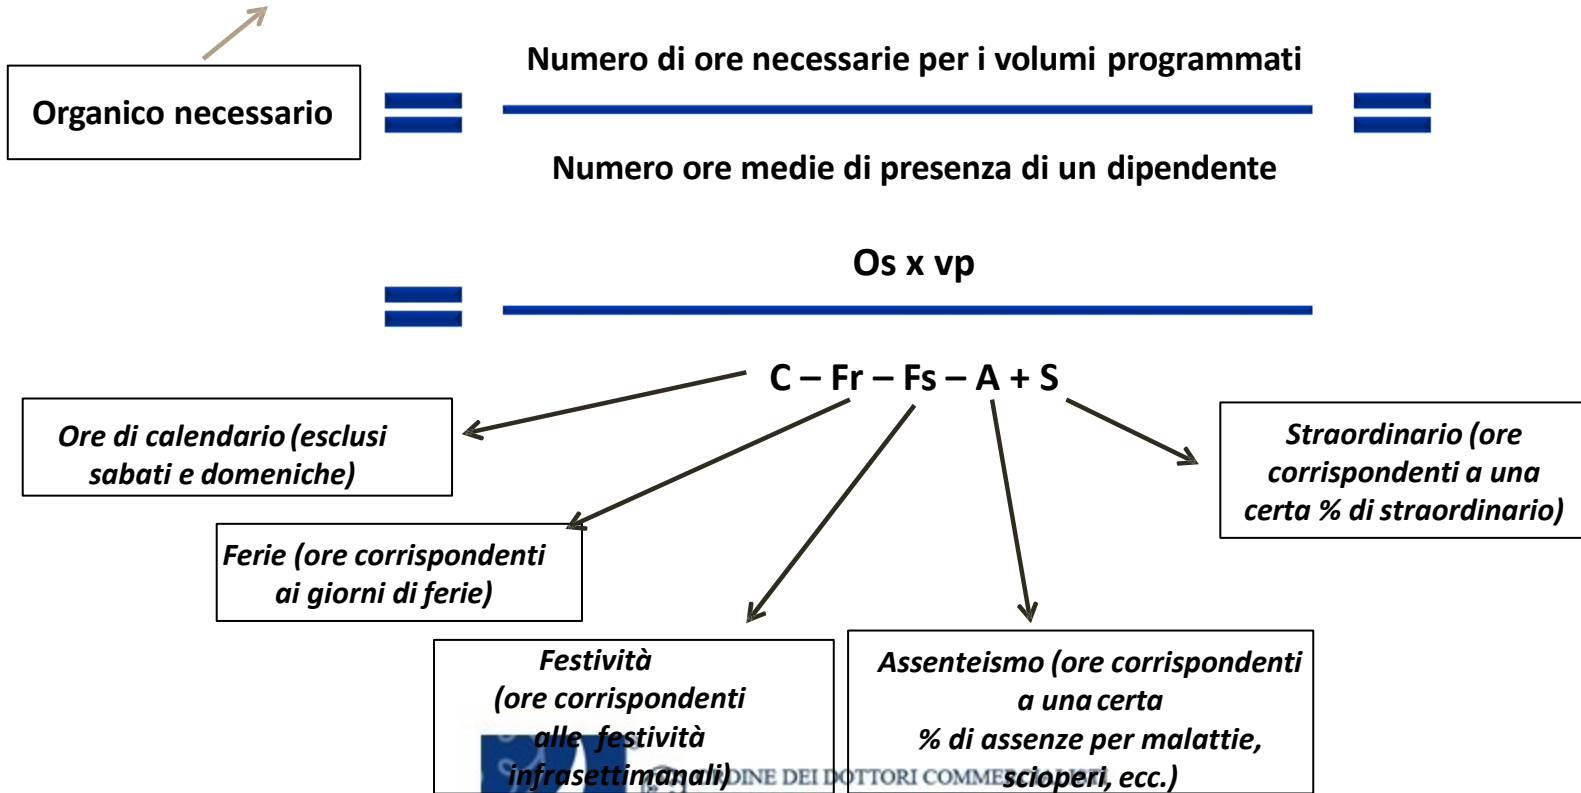 Numero di ore necessarie per i volumi programmati
Organico necessario
Numero ore medie di presenza di un dipendente
Os x vp
C – Fr – Fs – A + S
Ore di calendario (esclusi
sabati e domeniche)
Straordinario (ore
corrispondenti a una
certa % di straordinario)
Ferie (ore corrispondenti
ai giorni di ferie)
Festività
(ore corrispondenti
alle festività
infrasettimanali)
Assenteismo (ore corrispondenti
a una certa
% di assenze per malattie,
scioperi, ecc.)
DEI DOTTORI